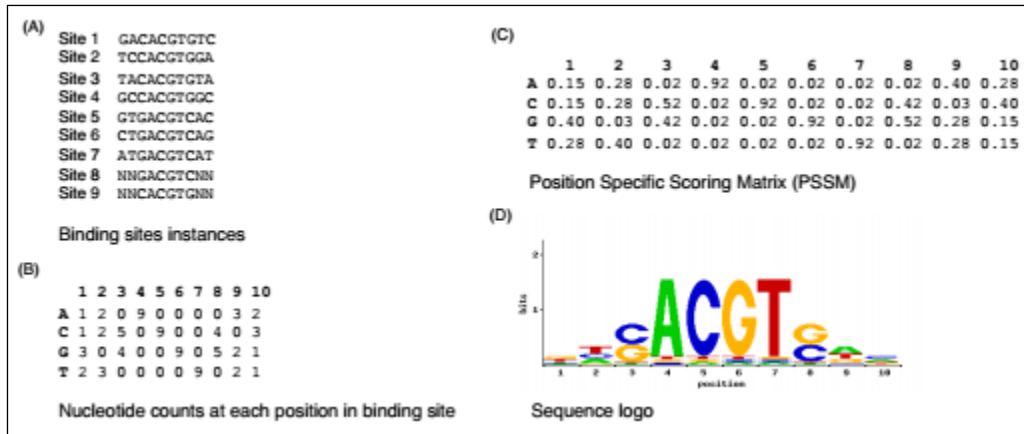 (A)
Site 1 GACACGTGTC
Site 2 TCCACGTGGA
Site 3 TACACGTGTA
Site 4 GCCACGTGGC
Site 5 GTGACGTCAC
Site 6 CTGACGTCAG
Site 7 ATGACGTCAT
Site 8 NNGACGTCNN
Site 9 NNCACGTGNN
Binding sites instances
(B)
1 2 3 4 5 6 7 8 9 10
A 1 2 0 9 0 0 0 0 3 2
C 1 2 5 0 9 0 0 4 0 3
G 3 0 4 0 0 9 0 5 2 1
T 2 3 0 0 0 0 9 0 2 1
Nucleotide counts at each position in binding site
(C)
1 2 3 4 5 6 7 8 9 10
A 0.15 0.28 0.02 0.92 0.02 0.02 0.02 0.02 0.40 0.28
C 0.15 0.28 0.52 0.02 0.92 0.02 0.02 0.42 0.03 0.40
G 0.40 0.03 0.42 0.02 0.02 0.92 0.02 0.52 0.28 0.15
T 0.28 0.40 0.02 0.02 0.02 0.02 0.92 0.02 0.28 0.15
Position Specific Scoring Matrix (PSSM)
(D)
2
bits
1
C ACGT G
G C
1 2 3 4 5 6 7 8 9 10
position
Sequence logo